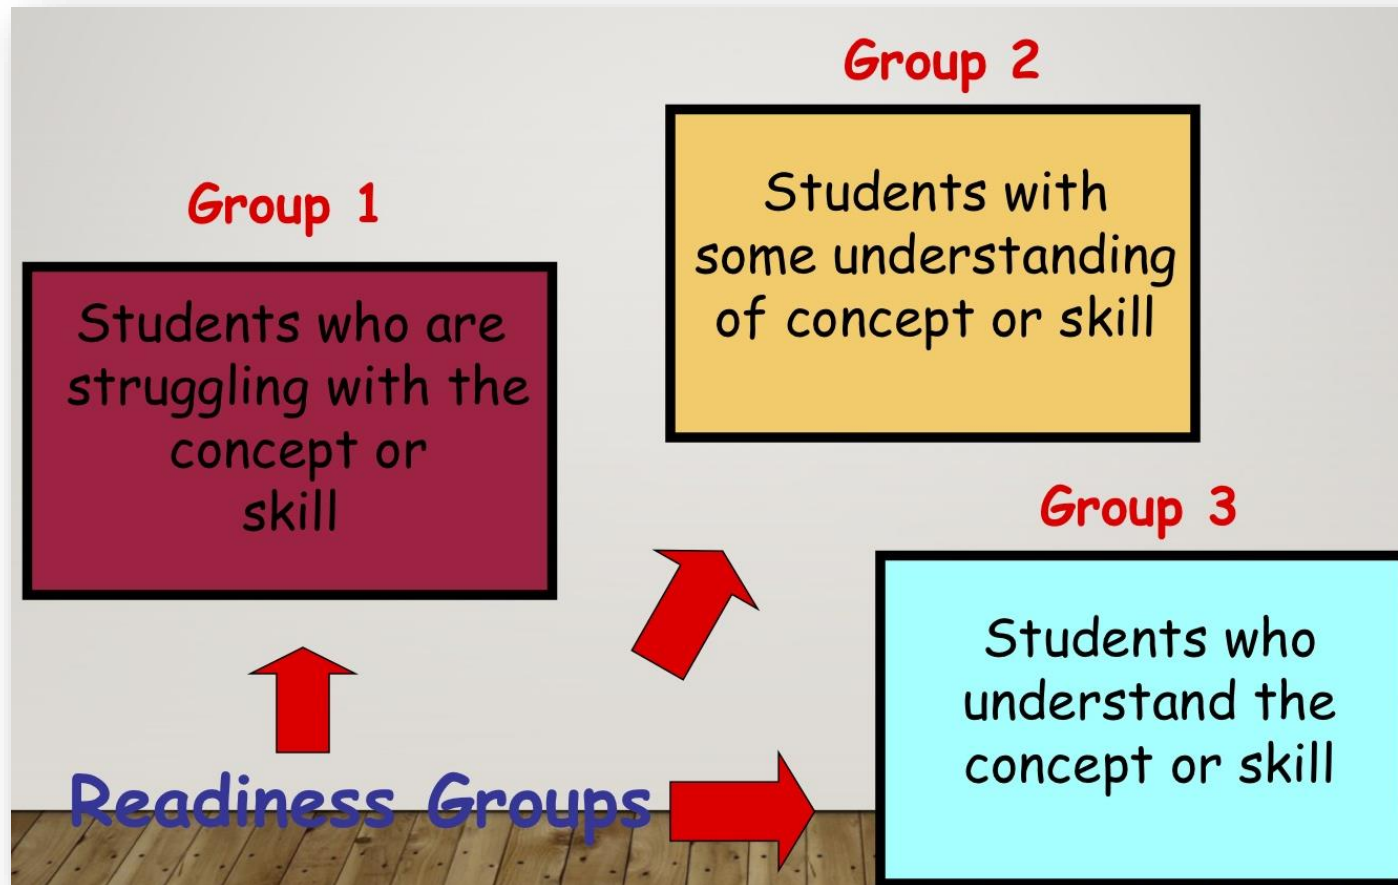 Group 1
Students who are
struggling with the
concept or
skill
Group 2
Students with
some understanding
of concept or skill
Group 3
Students who
understand the
concept or skill
Readiness Groups